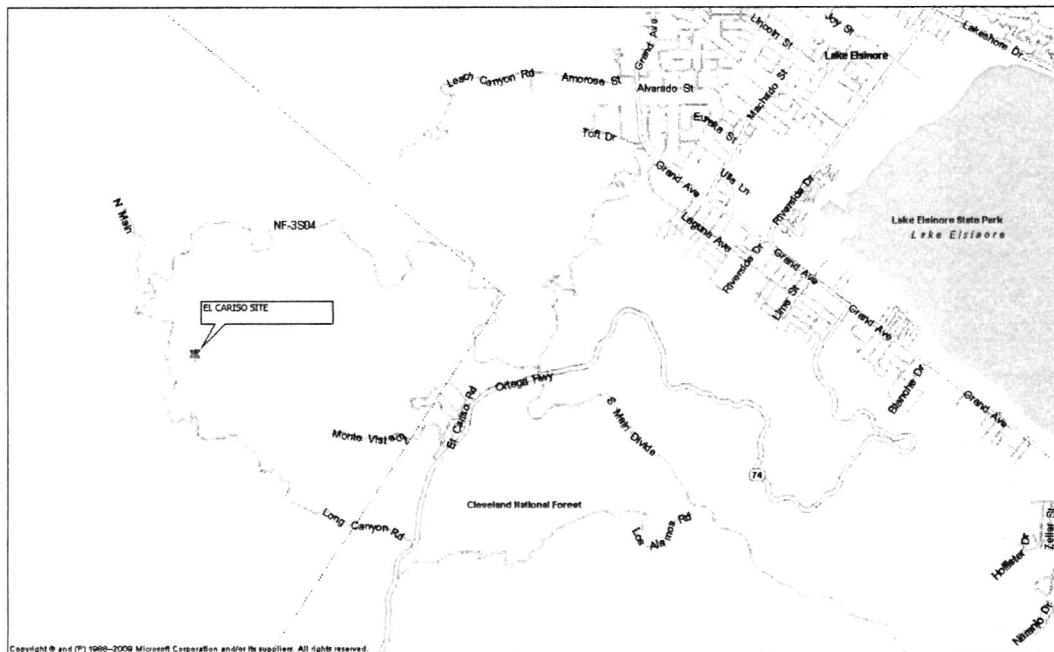 Lincoln St
Joy St
Lakeshore Dr
Grand Ave
Lake Elsinore
Leach Canyon Rd
Amorose St
Alvarado St
Machado St
Eureka St
Toft Dr
Grand Ave
Ulla Ln
Riverside Dr
N Main
NF-3S04
Laguna Ave
Lake Elsinore State Park
Lake Elsinore
Riverside Dr
Grand Ave
EL CARISO SITE
Lime St
Grand Ave
Ortega Hwy
Blanche Dr
El Cariso Rd
S Main Divide
Grand Ave
Monte Vista
74
Cleveland National Forest
Long Canyon Rd
Los Alamos Rd
Zellar St
Hollister Dr
Naranjo Dr
Copyright © and (P) 1988–2009 Microsoft Corporation and/or its suppliers. All rights reserved.